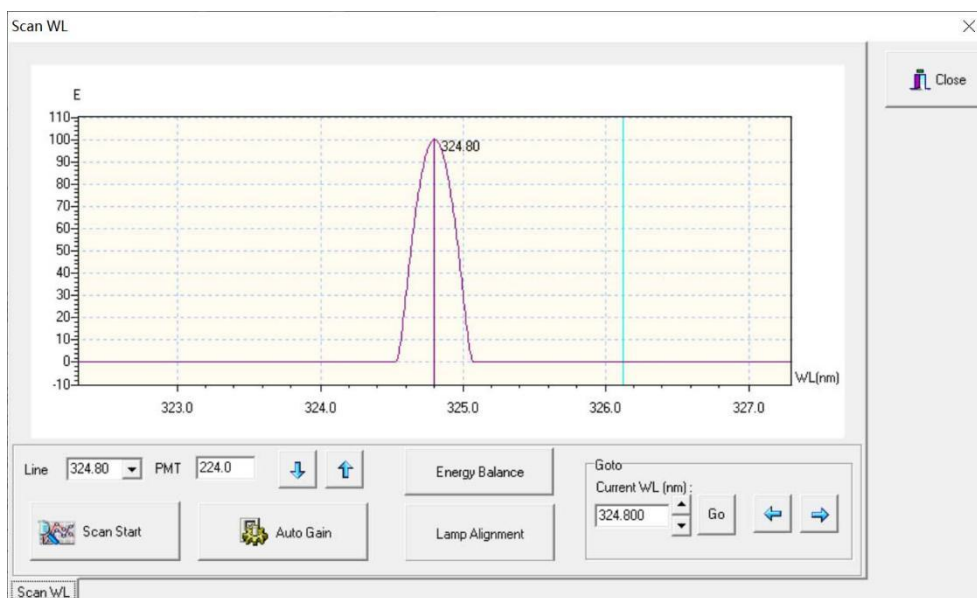 Scan WL
Close
E
110
100
324.80
90
80
70
60
50
40
30
20
10
0
-10
WL(nm)
323.0 324.0 325.0 326.0 327.0
Line 324.80 PMT 224.0
Energy Balance
Goto
Current WL (nm) :
324.800 Go
Scan Start Auto Gain Lamp Alignment
Scan WL